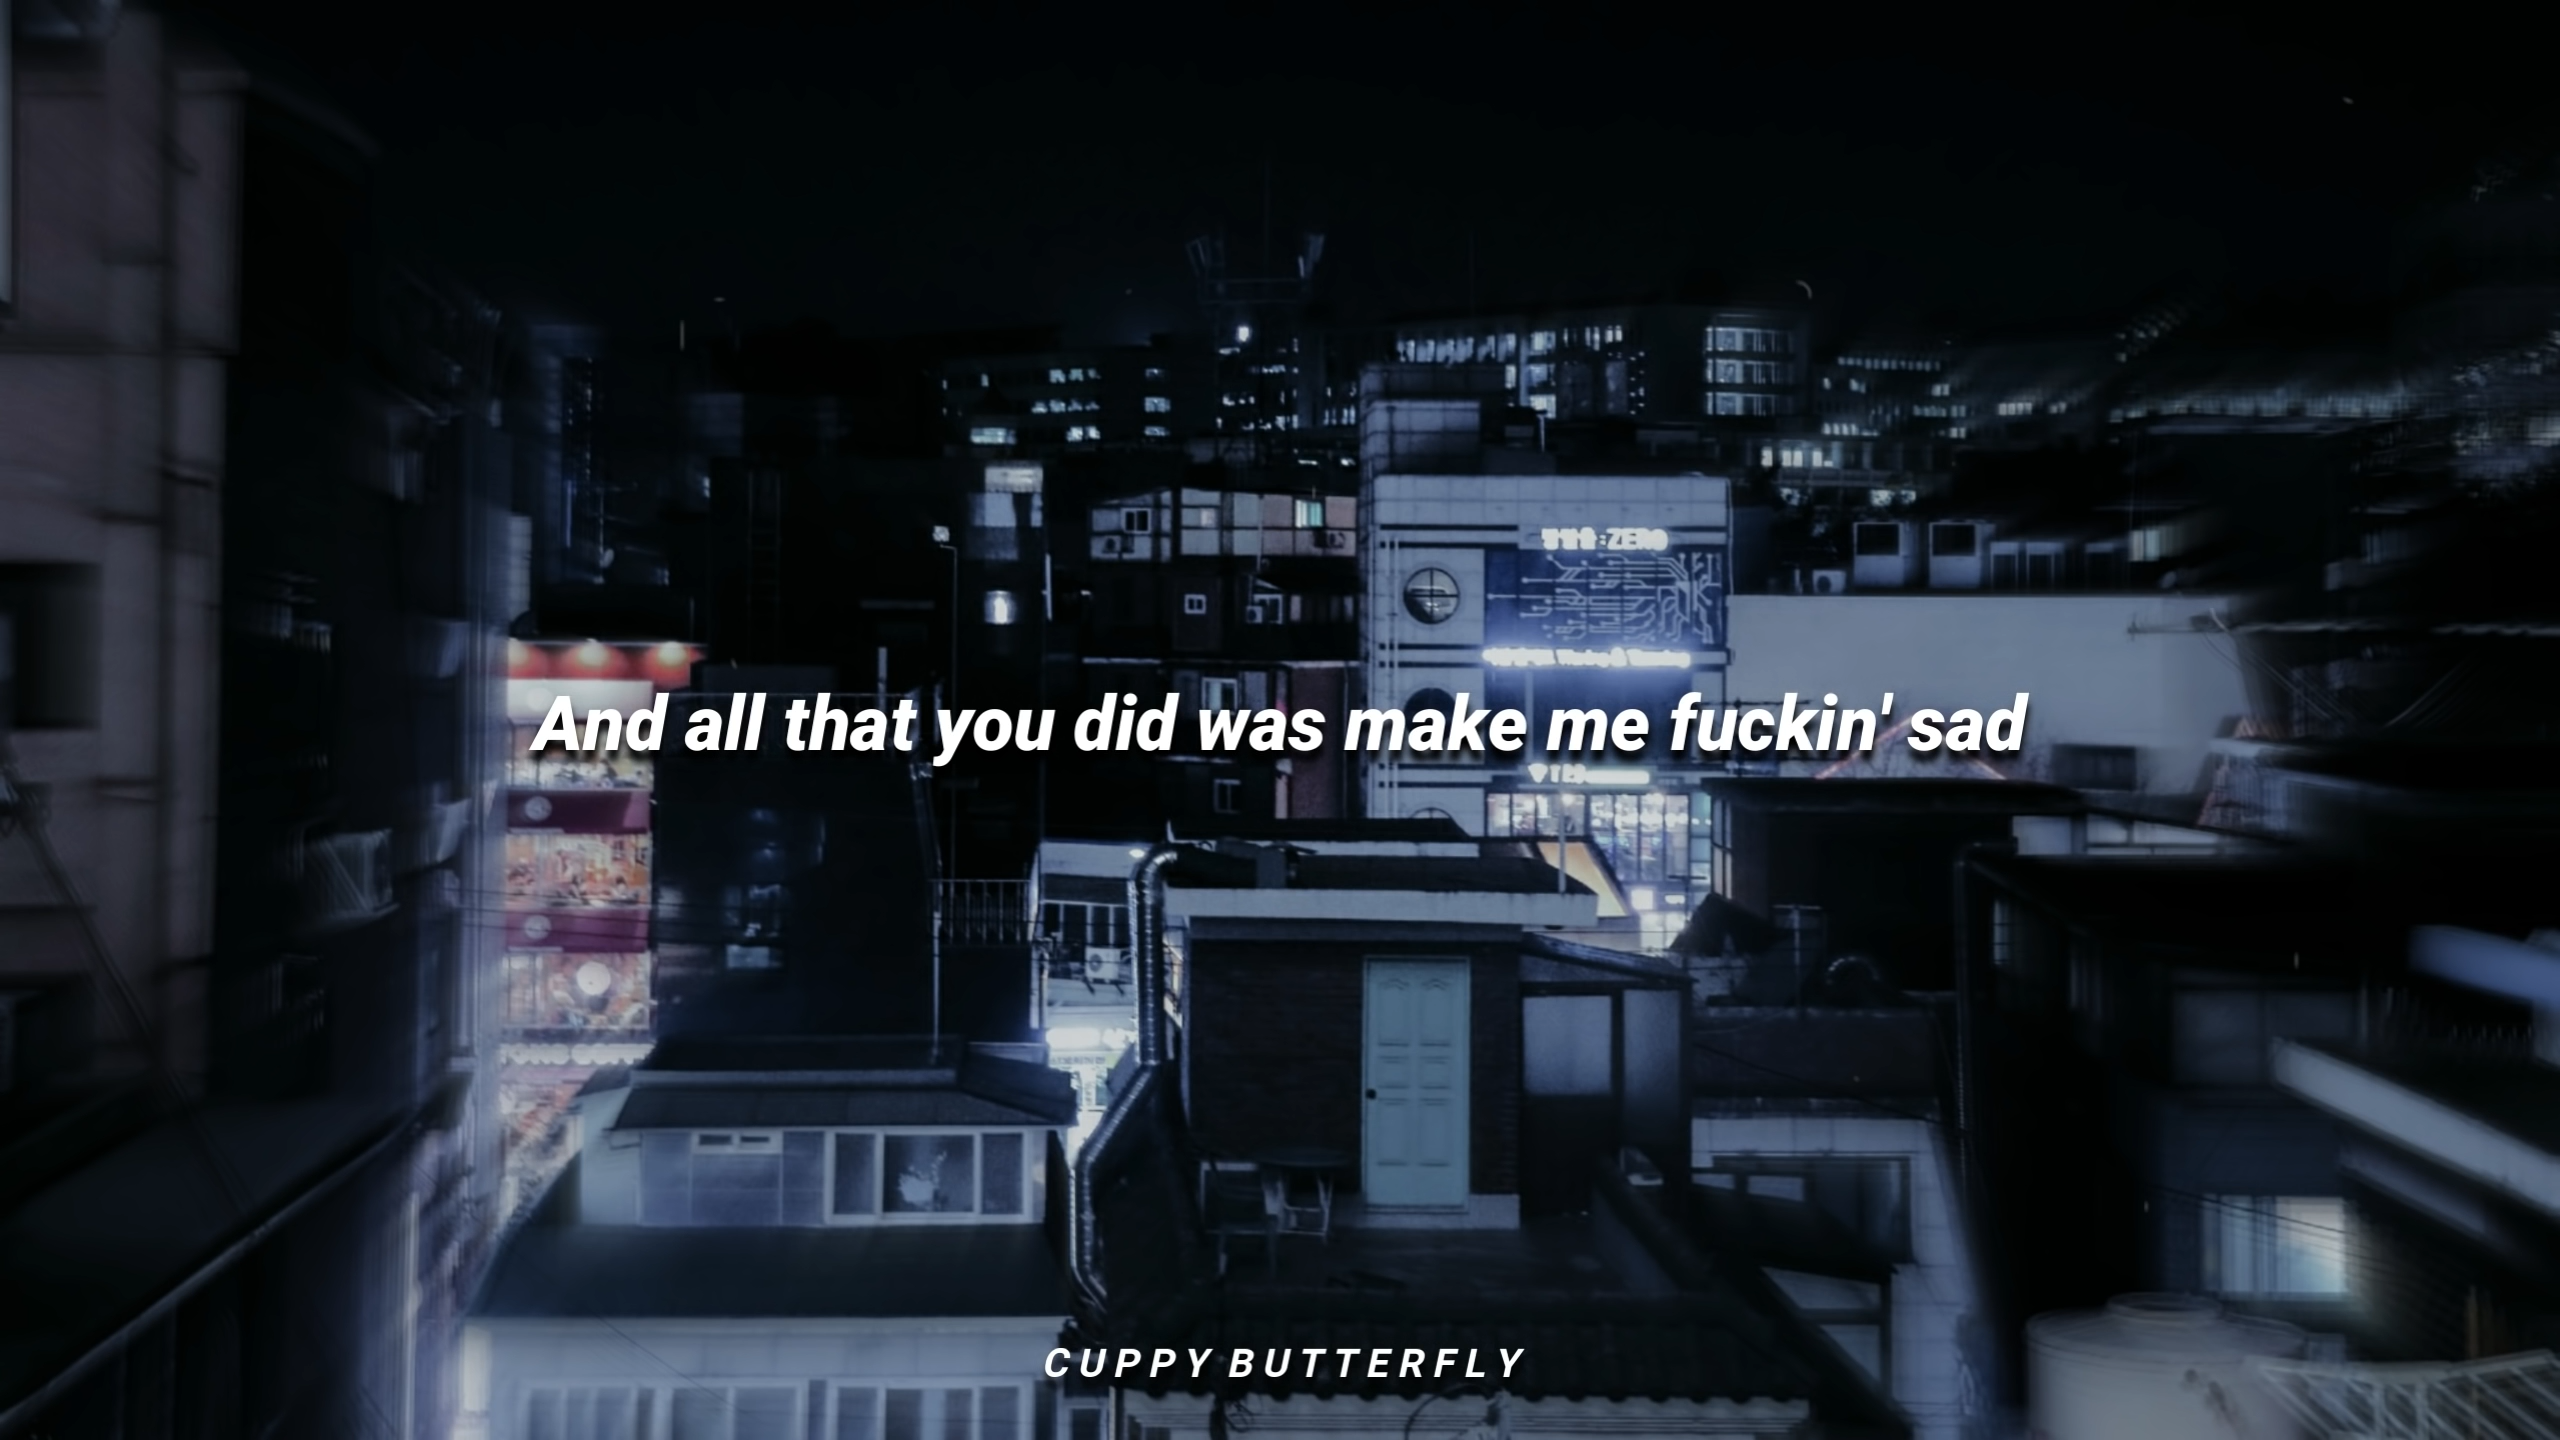 :ZERO
And all that you did was make me fuckin' sad
CUPPY BUTTERFLY